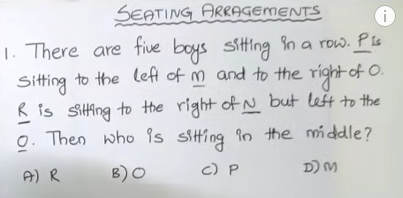 SEATING ARRAGEMENTS
1. There are five boys sitting in a row. P is
sitting to the left of m and to the right of O.
R is sitting to the right of N but left to the
O. Then who is sitting in the middle?
A) R B) O C) P D) M